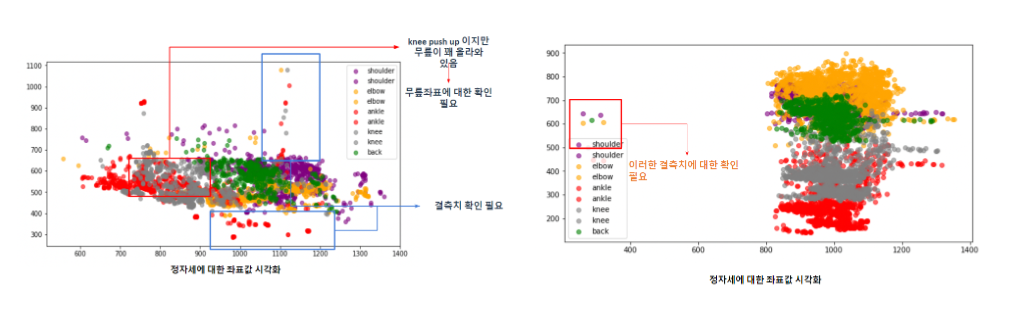 knee push up 이지만
무릎이 꽤 올라와
있음
무릎좌표에 대한 확인
필요
1100
1000
900
800
700
600
500
400
300
600
700
800
900
1000
1100
1200
1300
1400
shoulder
shoulder
elbow
elbow
ankle
ankle
knee
knee
back
결측치 확인 필요
정자세에 대한 좌표값 시각화
900
800
700
600
500
400
300
200
400
600
800
1000
1200
1400
shoulder
shoulder
elbow
elbow
ankle
ankle
knee
knee
back
이러한 결측치에 대한 확인
필요
정자세에 대한 좌표값 시각화